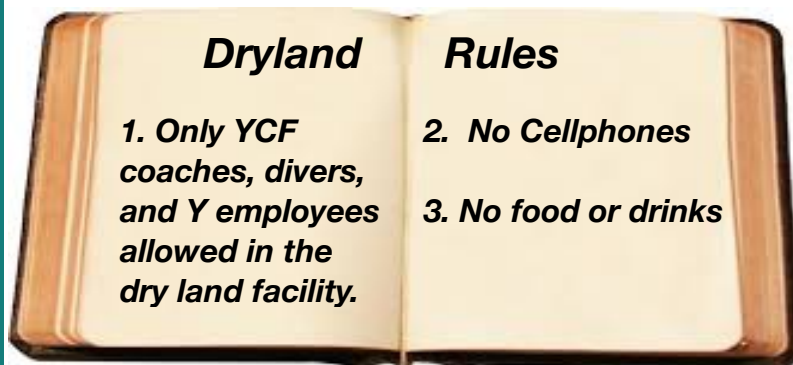 Dryland Rules
1. Only YCF
coaches, divers,
and Y employees
allowed in the
dry land facility.
2. No Cellphones
3. No food or drinks